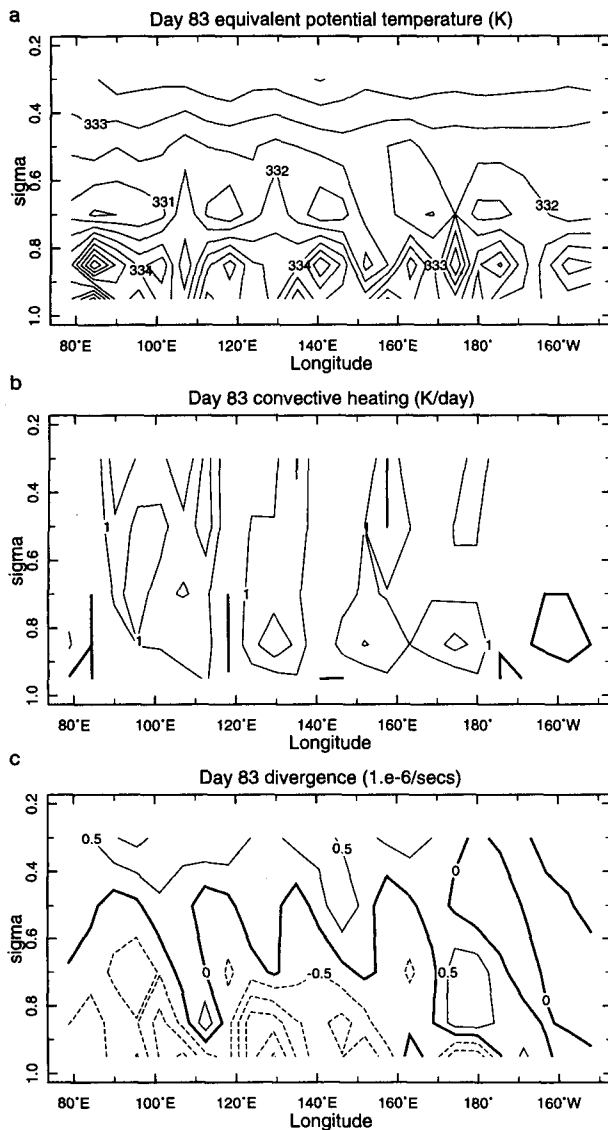 a
Day 83 equivalent potential temperature (K)
0.2
0.4
0.6
0.8
1.0
sigma
333
332
331
332
334
334
333
80°E 100°E 120°E 140°E 160°E 180° 160°W
Longitude
b
Day 83 convective heating (K/day)
0.2
0.4
0.6
0.8
1.0
sigma
1
1
1
1
1
80°E 100°E 120°E 140°E 160°E 180° 160°W
Longitude
c
Day 83 divergence (1.e-6/secs)
0.2
0.4
0.6
0.8
1.0
sigma
0.5
0.5
0
0
-0.5
0.5
0
80°E 100°E 120°E 140°E 160°E 180° 160°W
Longitude